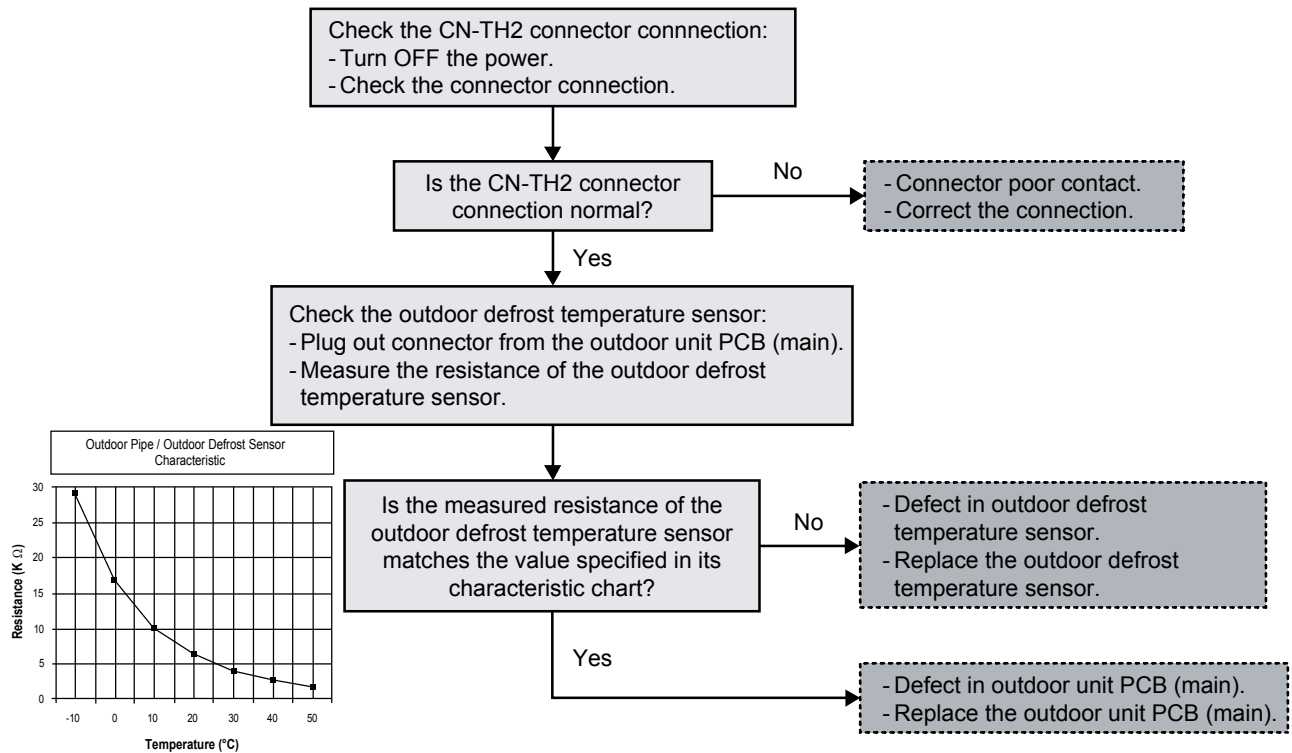 Check the CN-TH2 connector connnection:
- Turn OFF the power.
- Check the connector connection.
Is the CN-TH2 connector
connection normal?
No
- Connector poor contact.
- Correct the connection.
Yes
Check the outdoor defrost temperature sensor:
- Plug out connector from the outdoor unit PCB (main).
- Measure the resistance of the outdoor defrost
temperature sensor.
Outdoor Pipe / Outdoor Defrost Sensor
Characteristic
Resistance (K Ω)
30
25
20
15
10
5
0
-10 0 10 20 30 40 50
Temperature (°C)
Is the measured resistance of the
outdoor defrost temperature sensor
matches the value specified in its
characteristic chart?
No
- Defect in outdoor defrost
temperature sensor.
- Replace the outdoor defrost
temperature sensor.
Yes
- Defect in outdoor unit PCB (main).
- Replace the outdoor unit PCB (main).